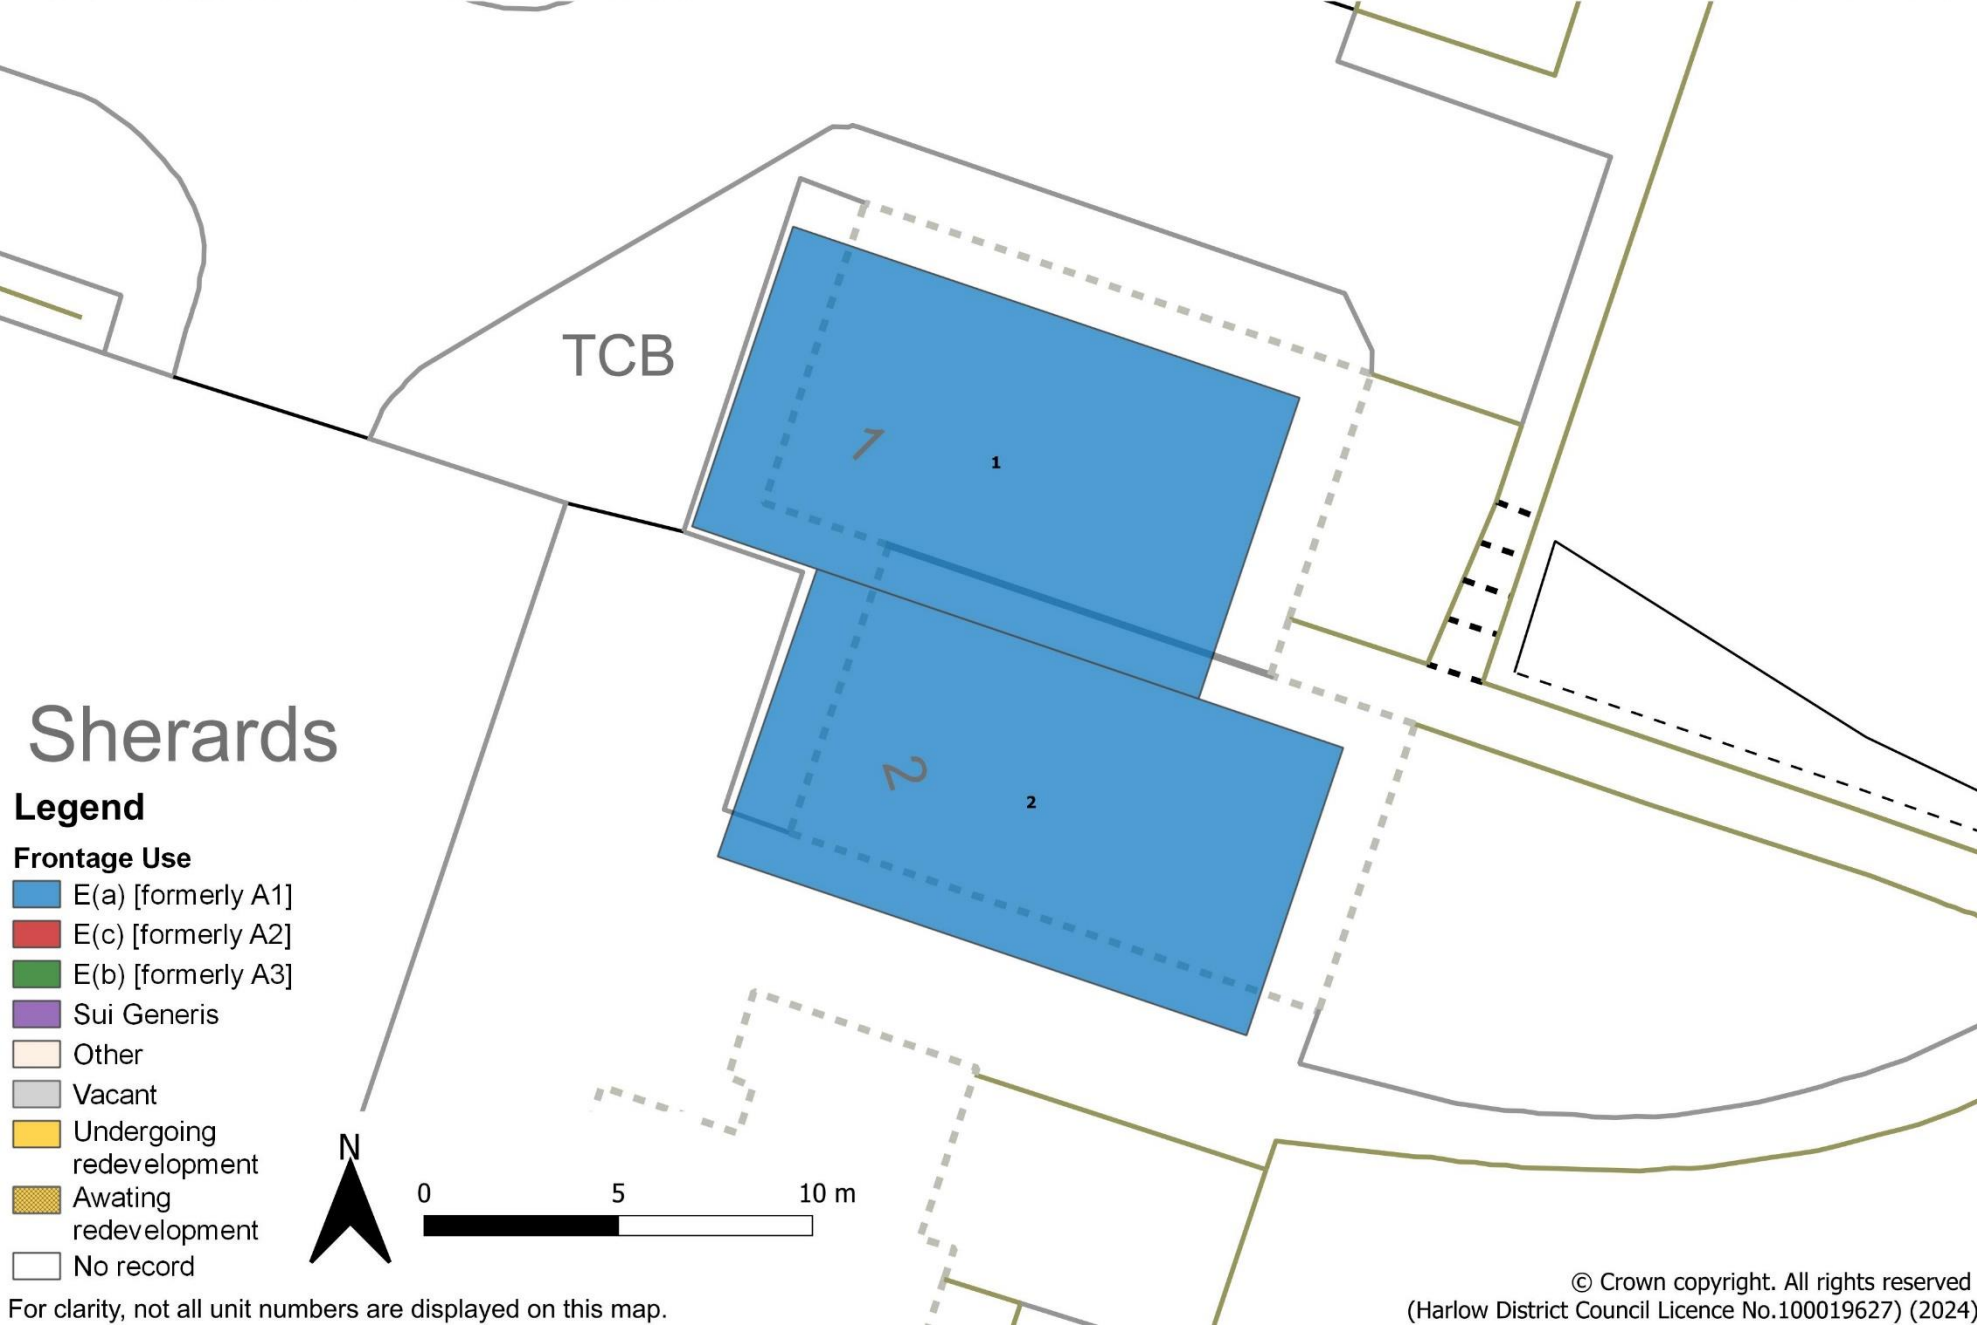 TCB
1
1
2
2
Sherards
Legend
Frontage Use
E(a) [formerly A1]
E(c) [formerly A2]
E(b) [formerly A3]
Sui Generis
Other
Vacant
Undergoing
redevelopment
Awating
redevelopment
No record
N
0 5 10 m
For clarity, not all unit numbers are displayed on this map.
© Crown copyright. All rights reserved
(Harlow District Council Licence No.100019627) (2024)